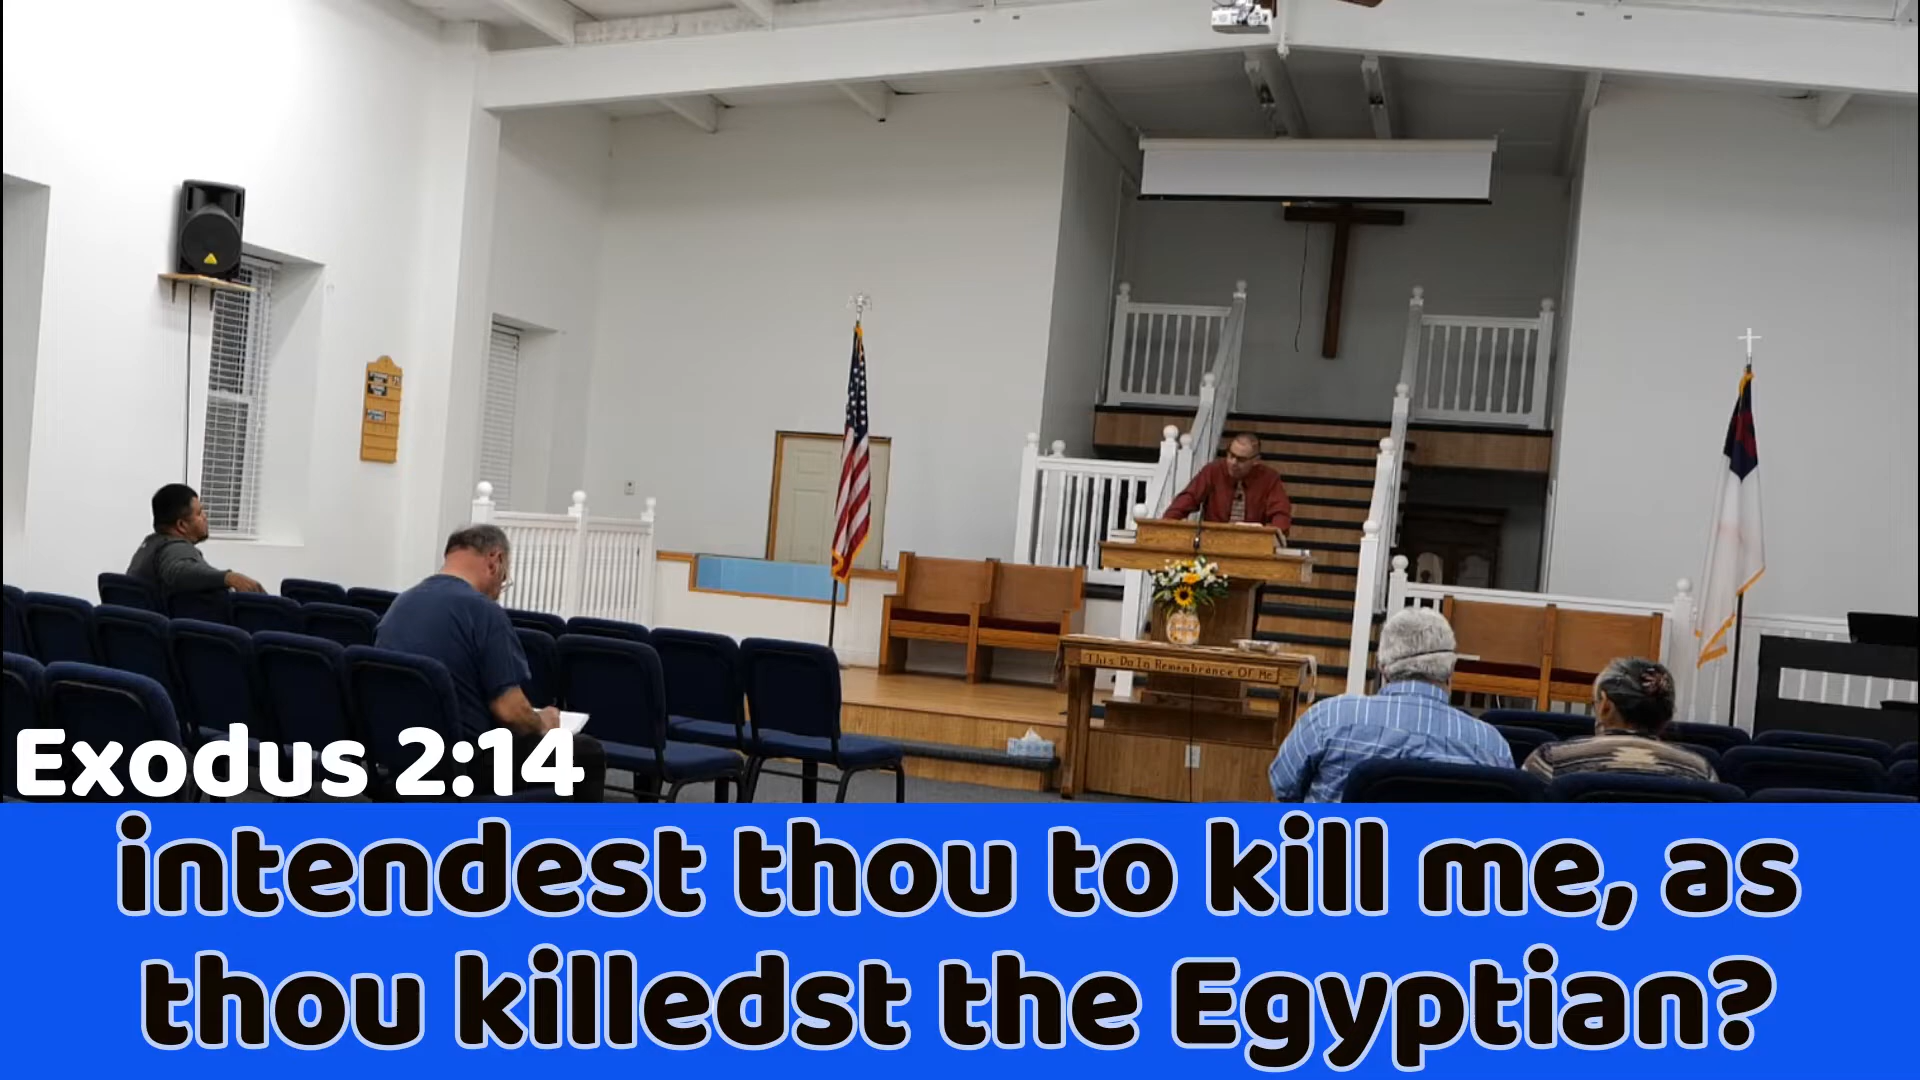 This Do In Remembrance Of Me
Exodus 2:14
intendest thou to kill me, as
thou killedst the Egyptian?